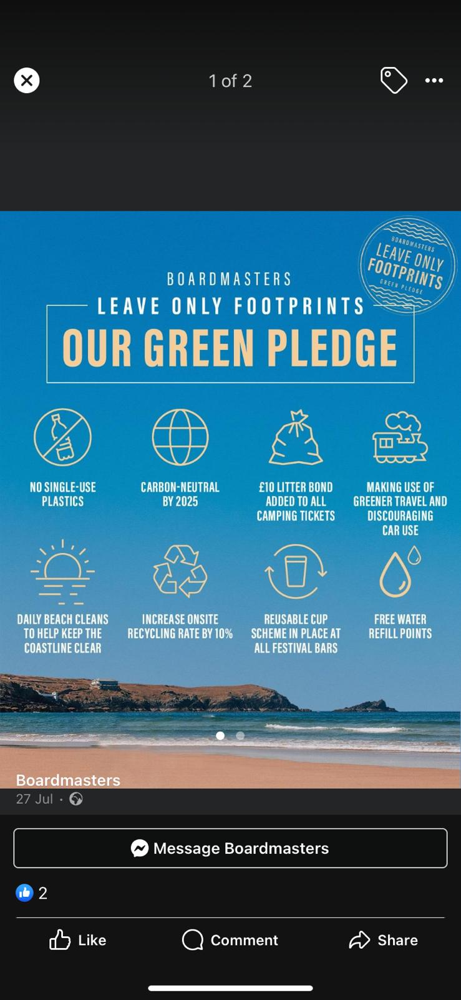 1 of 2
BOARDMASTERS
LEAVE ONLY
FOOTPRINTS
GREEN PLEDGE
BOARDMASTERS
LEAVE ONLY FOOTPRINTS
OUR GREEN PLEDGE
NO SINGLE-USE
PLASTICS
CARBON-NEUTRAL
BY 2025
£10 LITTER BOND
ADDED TO ALL
CAMPING TICKETS
MAKING USE OF
GREENER TRAVEL AND
DISCOURAGING
CAR USE
DAILY BEACH CLEANS
TO HELP KEEP THE
COASTLINE CLEAR
INCREASE ONSITE
RECYCLING RATE BY 10%
REUSABLE CUP
SCHEME IN PLACE AT
ALL FESTIVAL BARS
FREE WATER
REFILL POINTS
Boardmasters
27 Jul ·
Message Boardmasters
2
Like
Comment
Share